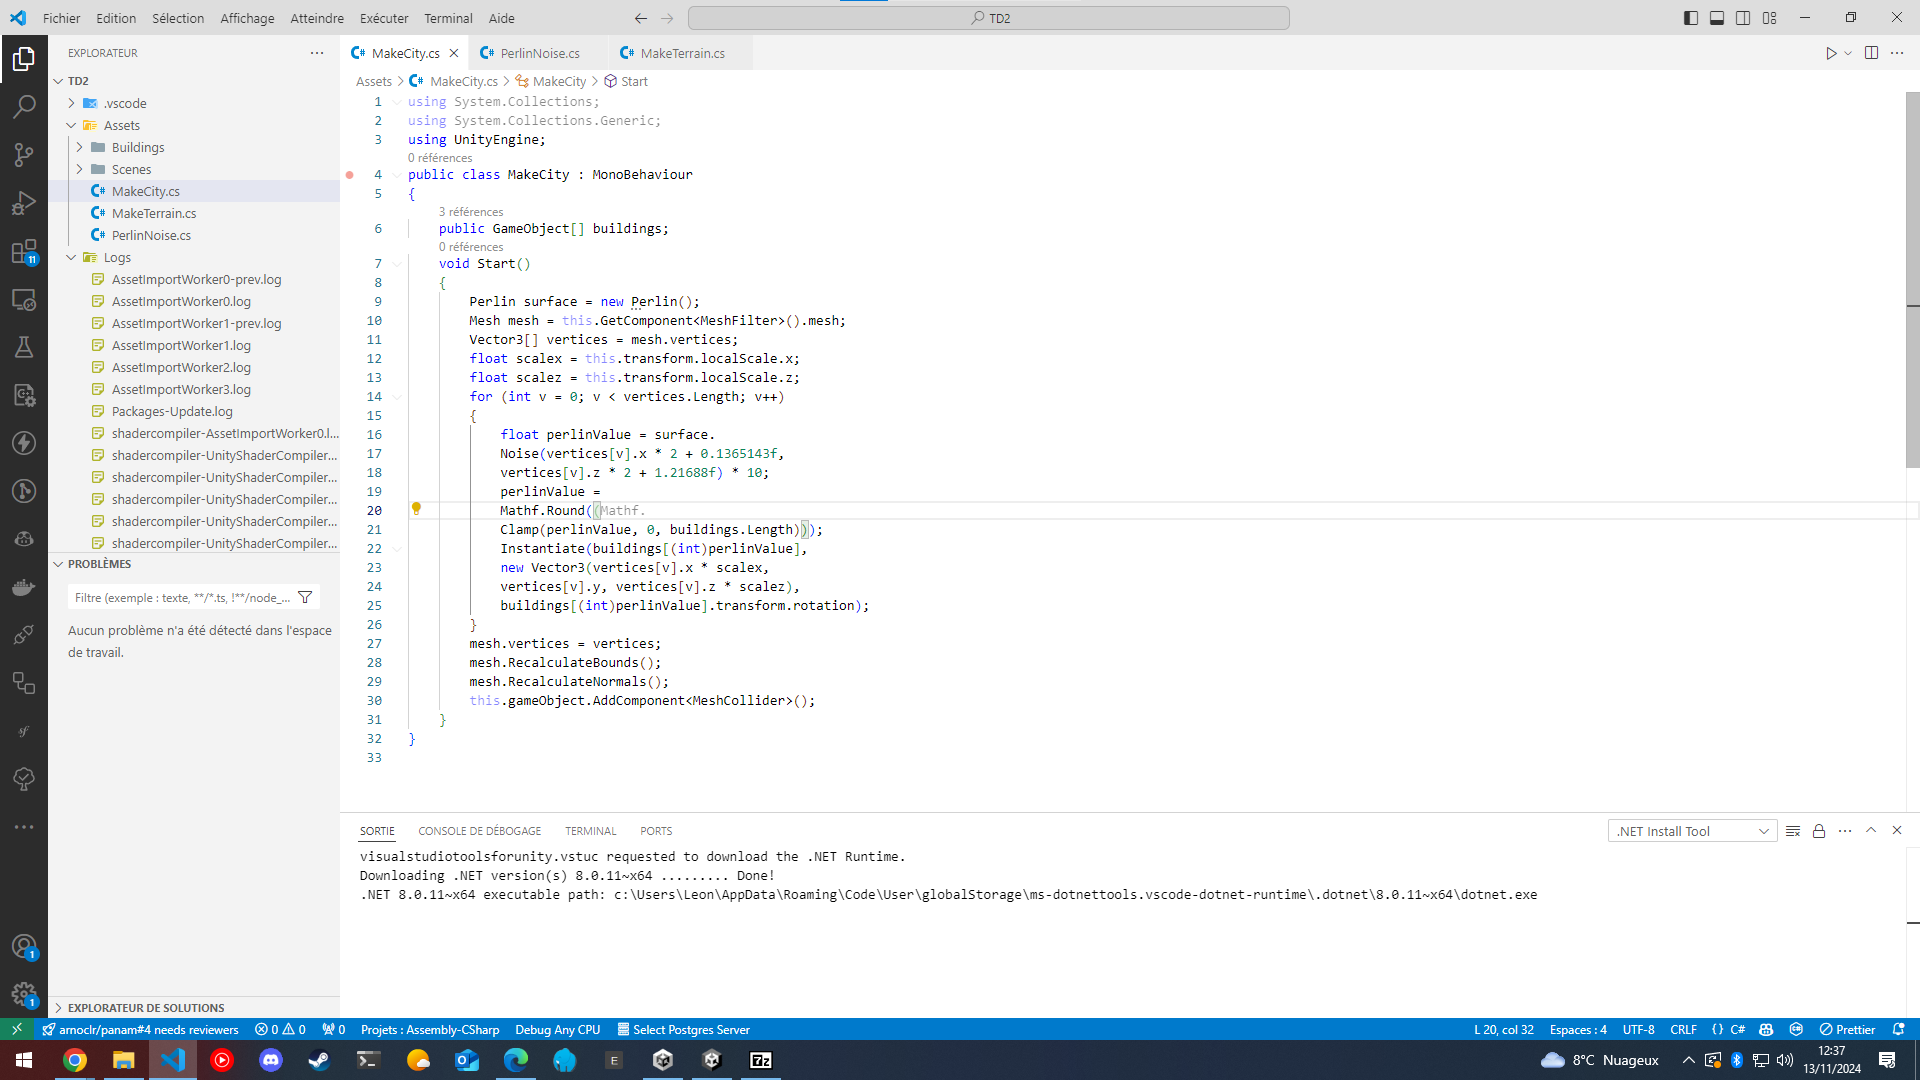 Fichier Edition Sélection Affichage Atteindre Exécuter Terminal Aide
TD2
EXPLORATEUR
TD2
.vscode
Assets
Buildings
Scenes
MakeCity.cs
MakeTerrain.cs
PerlinNoise.cs
Logs
AssetImportWorker0-prev.log
AssetImportWorker0.log
AssetImportWorker1-prev.log
AssetImportWorker1.log
AssetImportWorker2.log
AssetImportWorker3.log
Packages-Update.log
shadercompiler-AssetImportWorker0.l...
shadercompiler-UnityShaderCompiler...
shadercompiler-UnityShaderCompiler...
shadercompiler-UnityShaderCompiler...
shadercompiler-UnityShaderCompiler...
shadercompiler-UnityShaderCompiler...
PROBLÈMES
Filtre (exemple : texte, **/*.ts, !**/node_...
Aucun problème n'a été détecté dans l'espace
de travail.
EXPLORATEUR DE SOLUTIONS
11
1
1
MakeCity.cs PerlinNoise.cs MakeTerrain.cs
Assets > MakeCity.cs > MakeCity > Start
1 using System.Collections;
2 using System.Collections.Generic;
3 using UnityEngine;
0 références
4 public class MakeCity : MonoBehaviour
5 {
3 références
6 public GameObject[] buildings;
0 références
7 void Start()
8 {
9 Perlin surface = new Perlin();
10 Mesh mesh = this.GetComponent<MeshFilter>().mesh;
11 Vector3[] vertices = mesh.vertices;
12 float scalex = this.transform.localScale.x;
13 float scalez = this.transform.localScale.z;
14 for (int v = 0; v < vertices.Length; v++)
15 {
16 float perlinValue = surface.
17 Noise(vertices[v].x * 2 + 0.1365143f,
18 vertices[v].z * 2 + 1.21688f) * 10;
19 perlinValue =
20 Mathf.Round((Mathf.
21 Clamp(perlinValue, 0, buildings.Length)));
22 Instantiate(buildings[(int)perlinValue],
23 new Vector3(vertices[v].x * scalex,
24 vertices[v].y, vertices[v].z * scalez),
25 buildings[(int)perlinValue].transform.rotation);
26 }
27 mesh.vertices = vertices;
28 mesh.RecalculateBounds();
29 mesh.RecalculateNormals();
30 this.gameObject.AddComponent<MeshCollider>();
31 }
32 }
33
SORTIE CONSOLE DE DÉBOGAGE TERMINAL PORTS
.NET Install Tool
visualstudiotoolsforunity.vstuc requested to download the .NET Runtime.
Downloading .NET version(s) 8.0.11~x64 ......... Done!
.NET 8.0.11~x64 executable path: c:\Users\Leon\AppData\Roaming\Code\User\globalStorage\ms-dotnettools.vscode-dotnet-runtime\.dotnet\8.0.11~x64\dotnet.exe
arnoclr/panam#4 needs reviewers 0 0 0 Projets : Assembly-CSharp Debug Any CPU Select Postgres Server L 20, col 32 Espaces : 4 UTF-8 CRLF {} C# Prettier
8°C Nuageux
12:37
13/11/2024